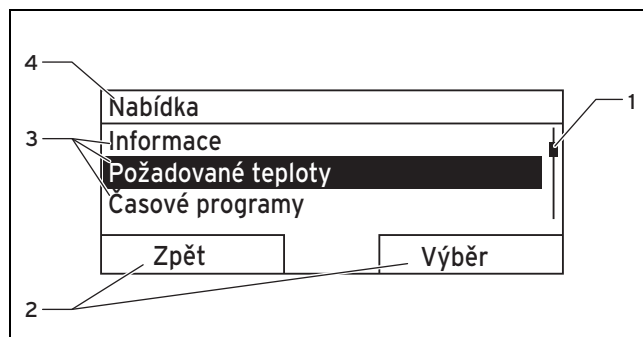 4
Nabídka
1
3
Informace
Požadované teploty
Časové programy
Zpět Výběr
2